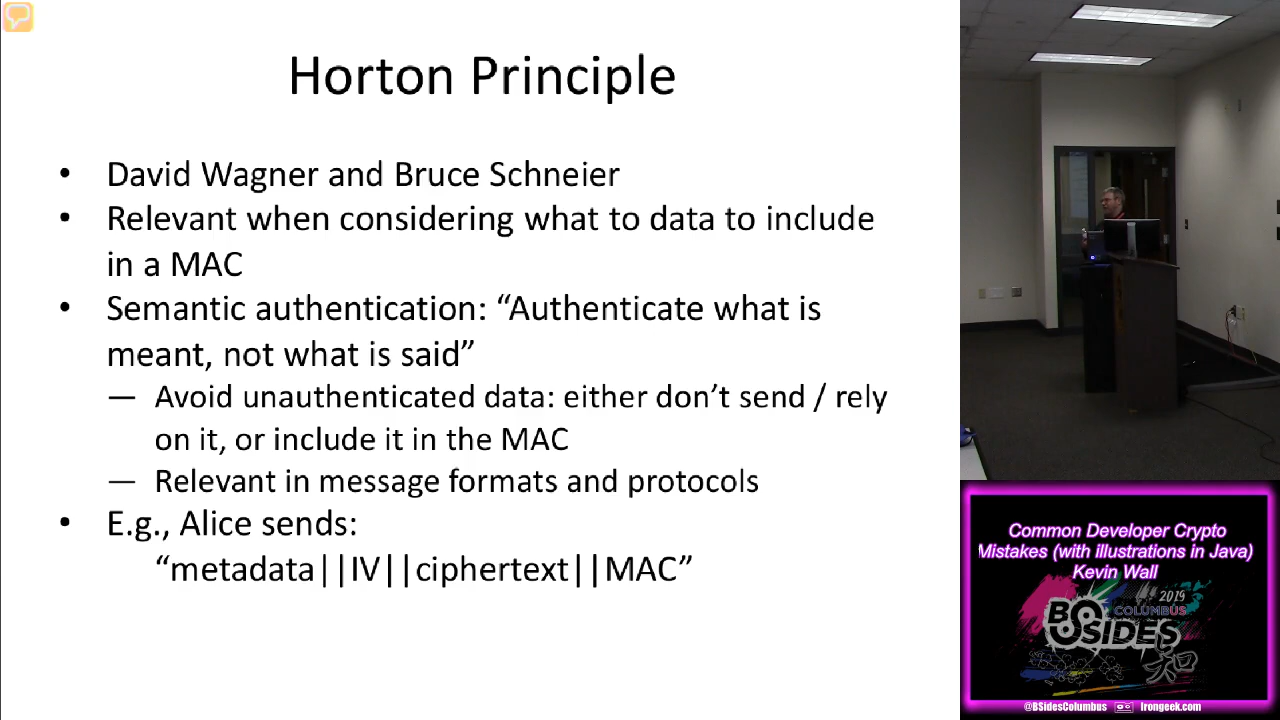 Horton Principle
• David Wagner and Bruce Schneier
• Relevant when considering what to data to include
in a MAC
• Semantic authentication: “Authenticate what is
meant, not what is said”
— Avoid unauthenticated data: either don’t send / rely
on it, or include it in the MAC
— Relevant in message formats and protocols
• E.g., Alice sends:
“metadata||IV||ciphertext||MAC”
Common Developer Crypto
Mistakes (with illustrations in Java)
Kevin Wall
2019
COLUMBUS
BSIDES
@BSidesColumbus irongeek.com